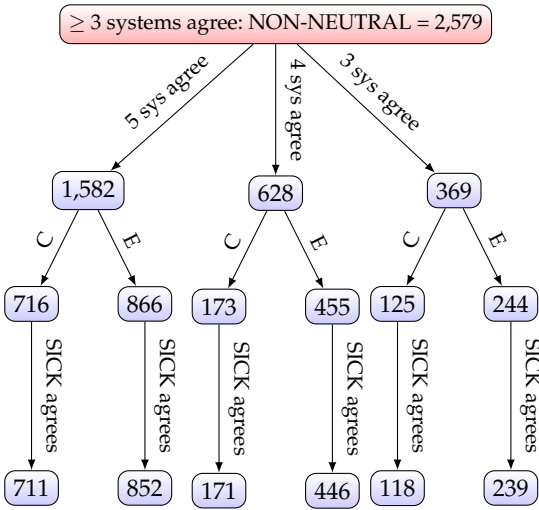 ≥ 3 systems agree: NON-NEUTRAL = 2,579
5 sys agree
4 sys agree
3 sys agree
1,582
628
369
C
E
C
E
C
E
716
866
173
455
125
244
SICK agrees
SICK agrees
SICK agrees
SICK agrees
SICK agrees
SICK agrees
711
852
171
446
118
239